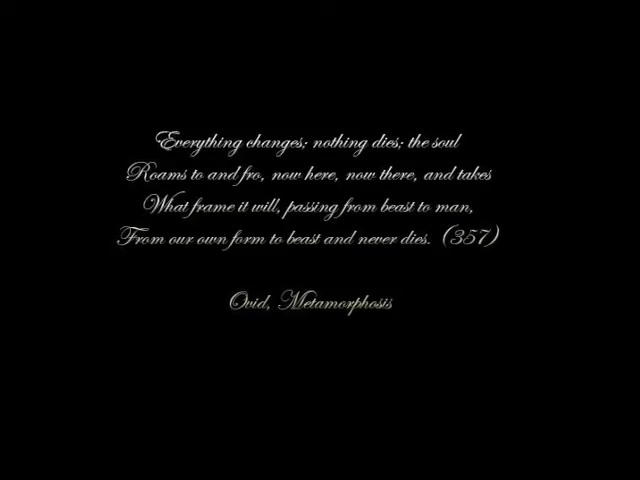 Everything changes; nothing dies; the soul
Roams to and fro, now here, now there, and takes
What frame it will, passing from beast to man,
From our own form to beast and never dies. (357)
Ovid, Metamorphosis